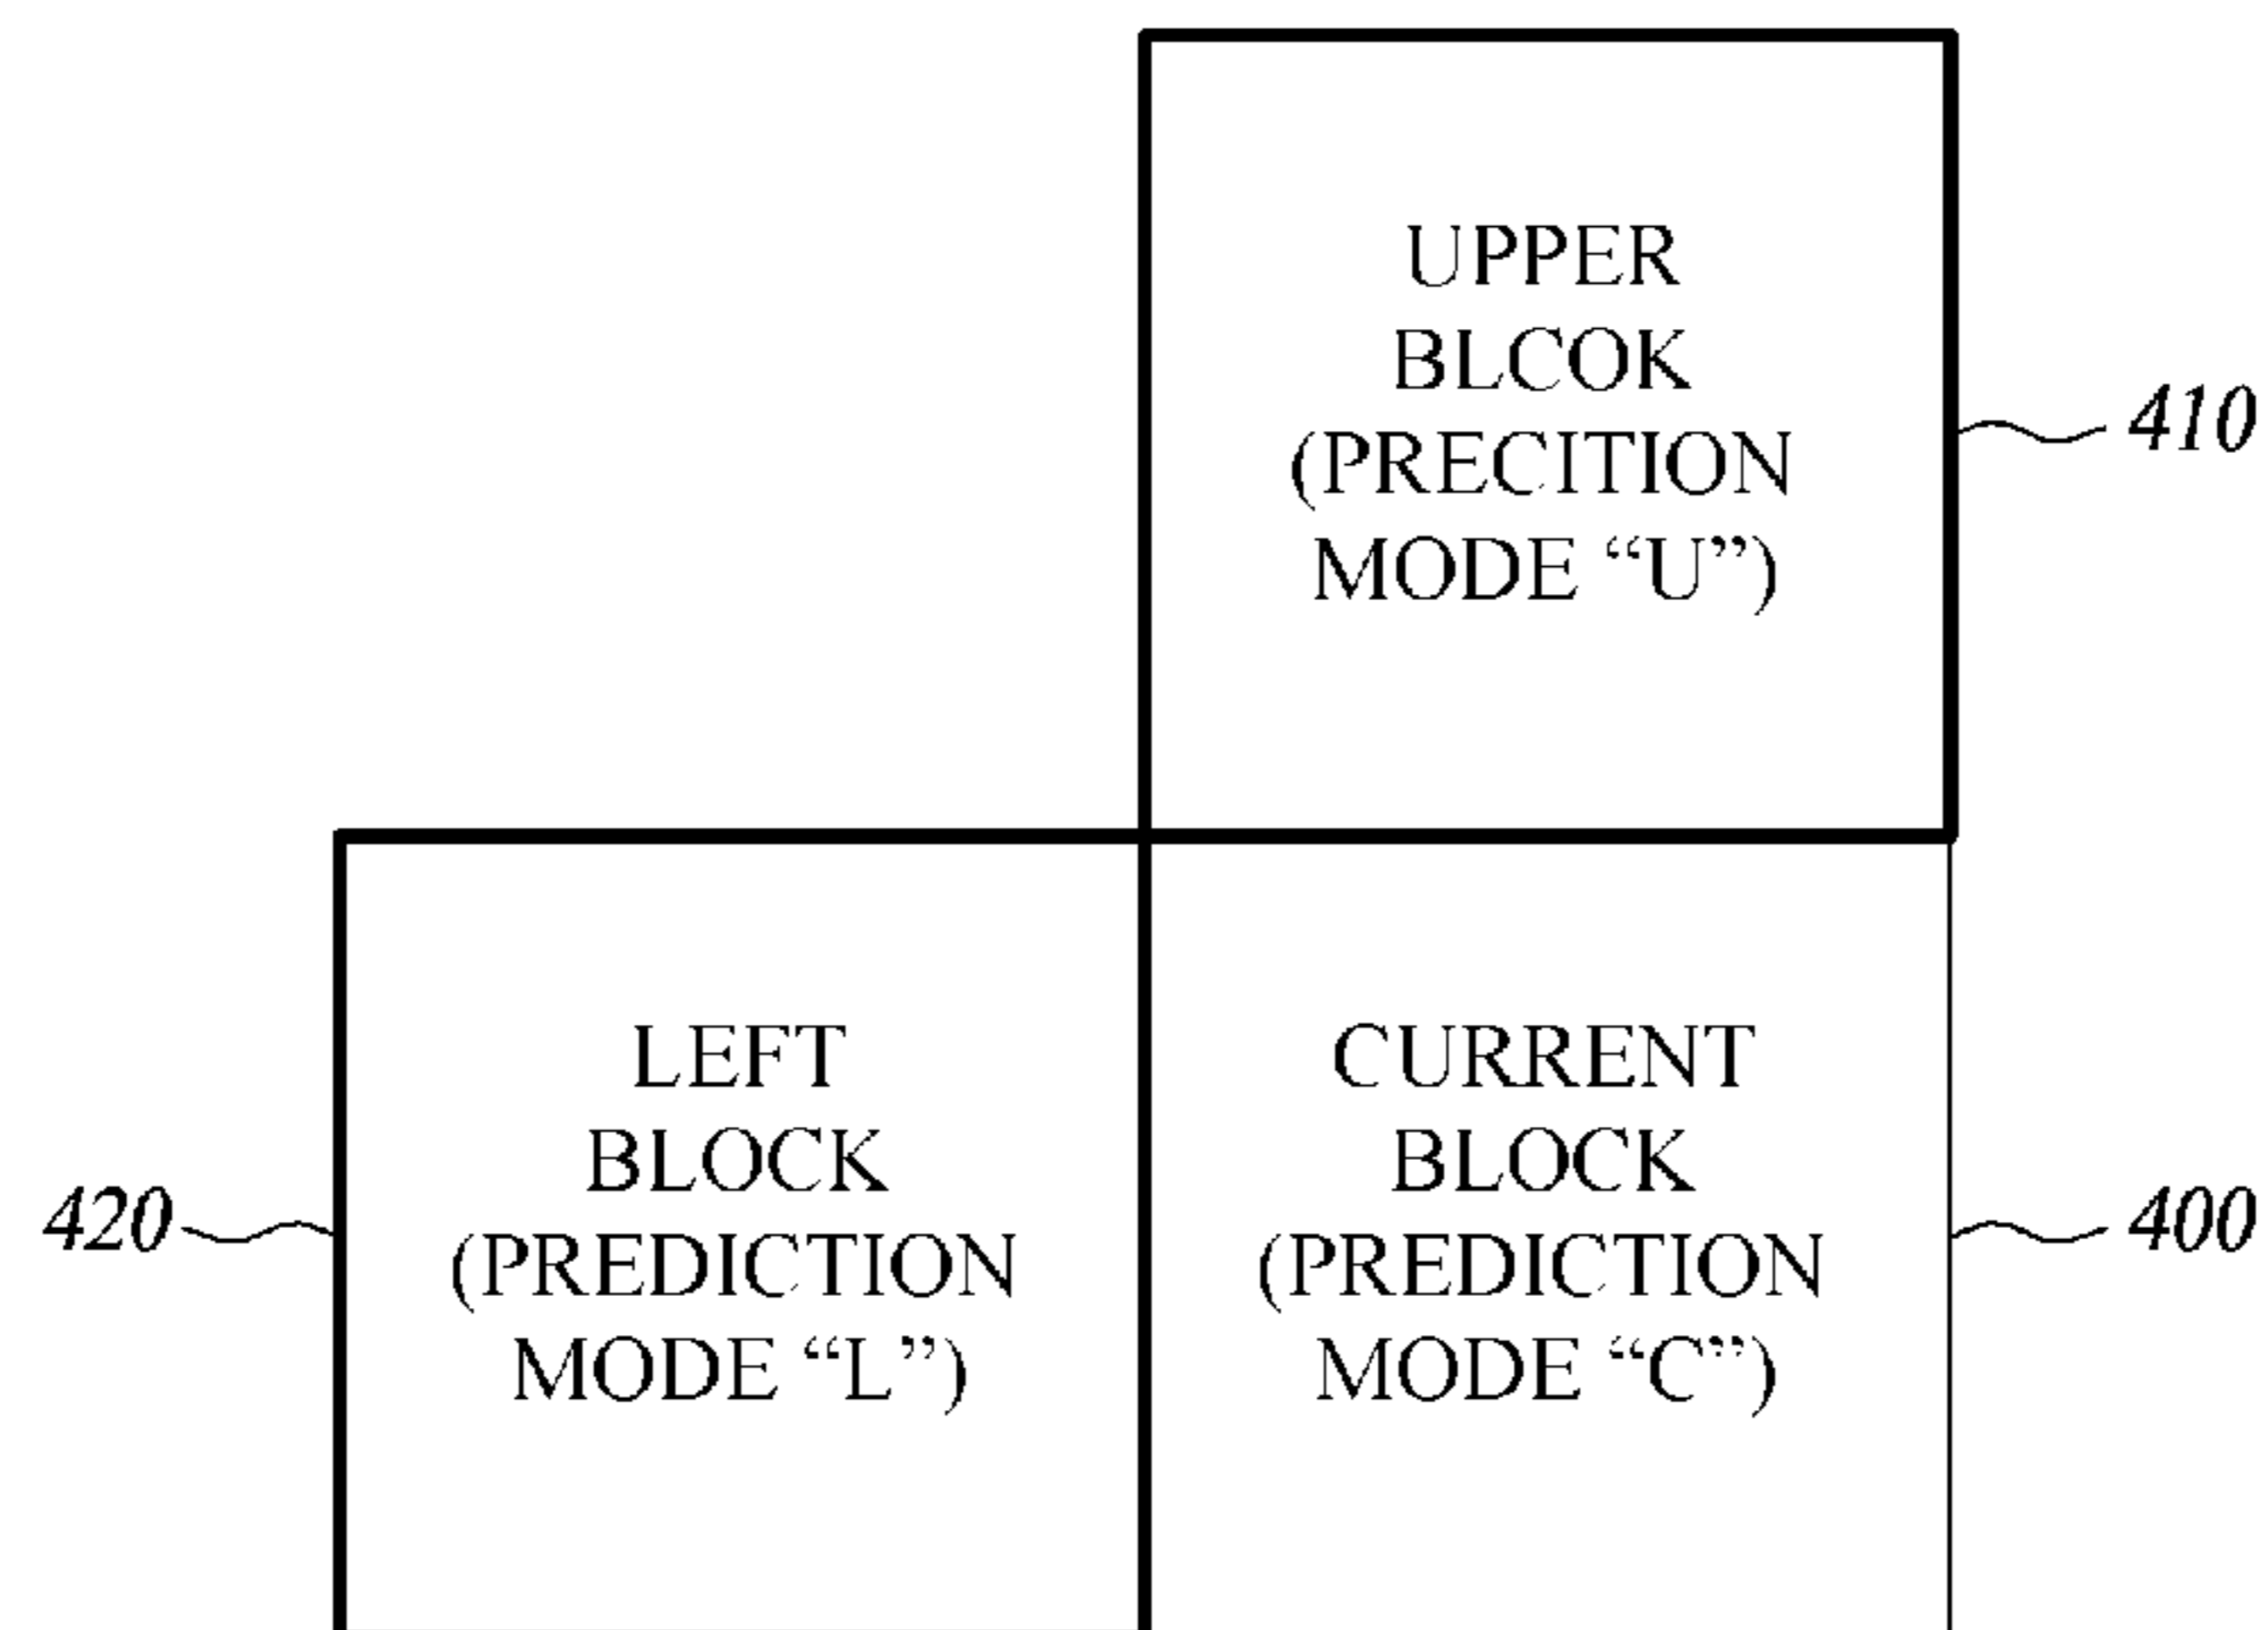 UPPER
BLCOK
(PRECITION
MODE “U”)
410
LEFT
BLOCK
(PREDICTION
MODE “L”)
420
CURRENT
BLOCK
(PREDICTION
MODE “C”)
400